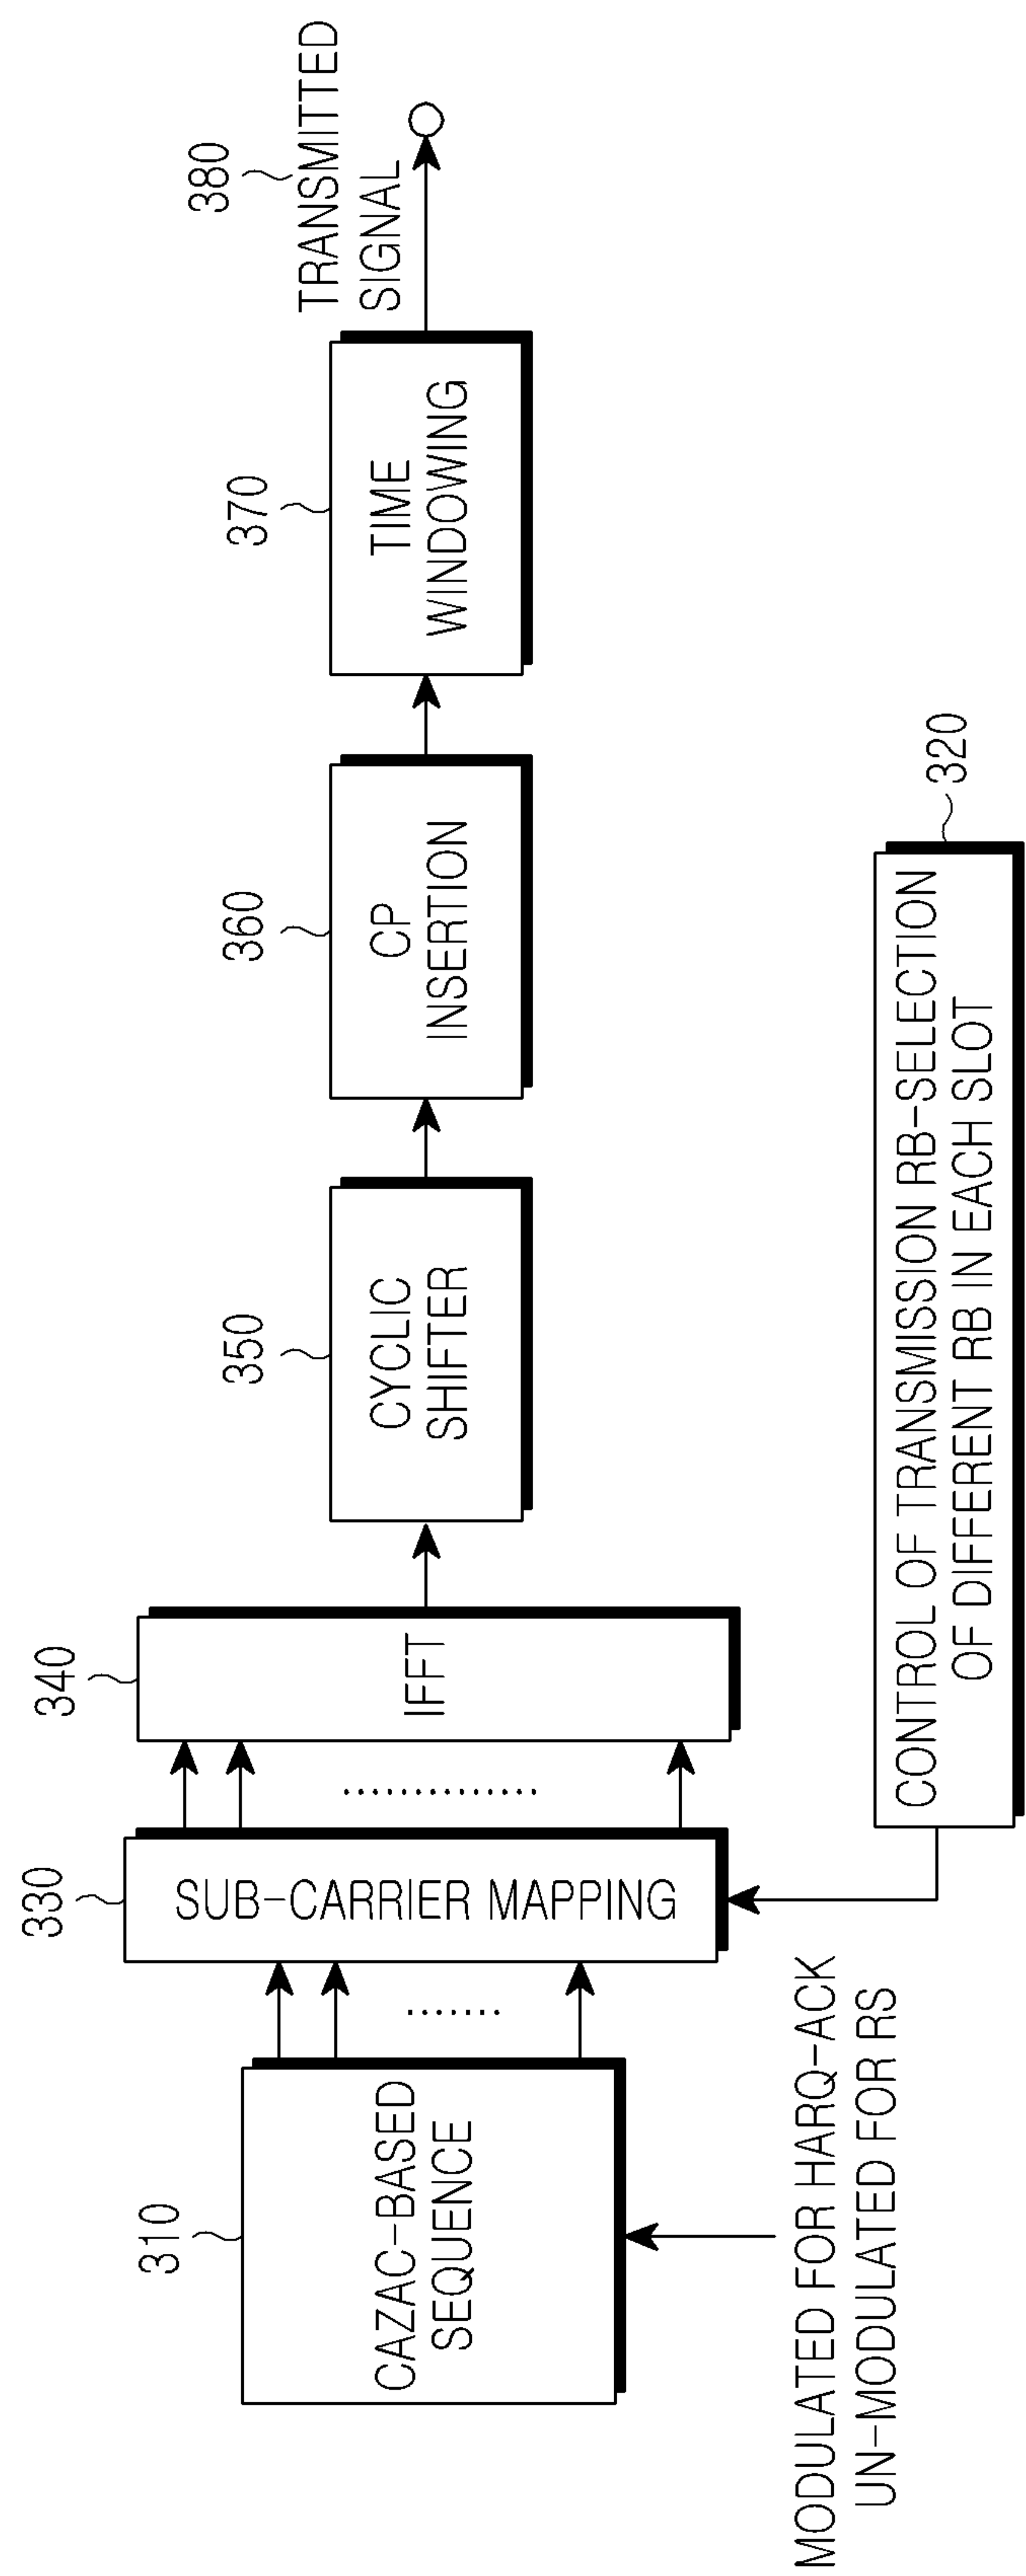 310
CAZAC-BASED
SEQUENCE
MODULATED FOR HARQ-ACK
UN-MODULATED FOR RS
330
SUB-CARRIER MAPPING
340
IFFT
350
CYCLIC
SHIFTER
360
CP
INSERTION
370
TIME
WINDOWING
380
TRANSMITTED
SIGNAL
CONTROL OF TRANSMISSION RB-SELECTION
OF DIFFERENT RB IN EACH SLOT
320